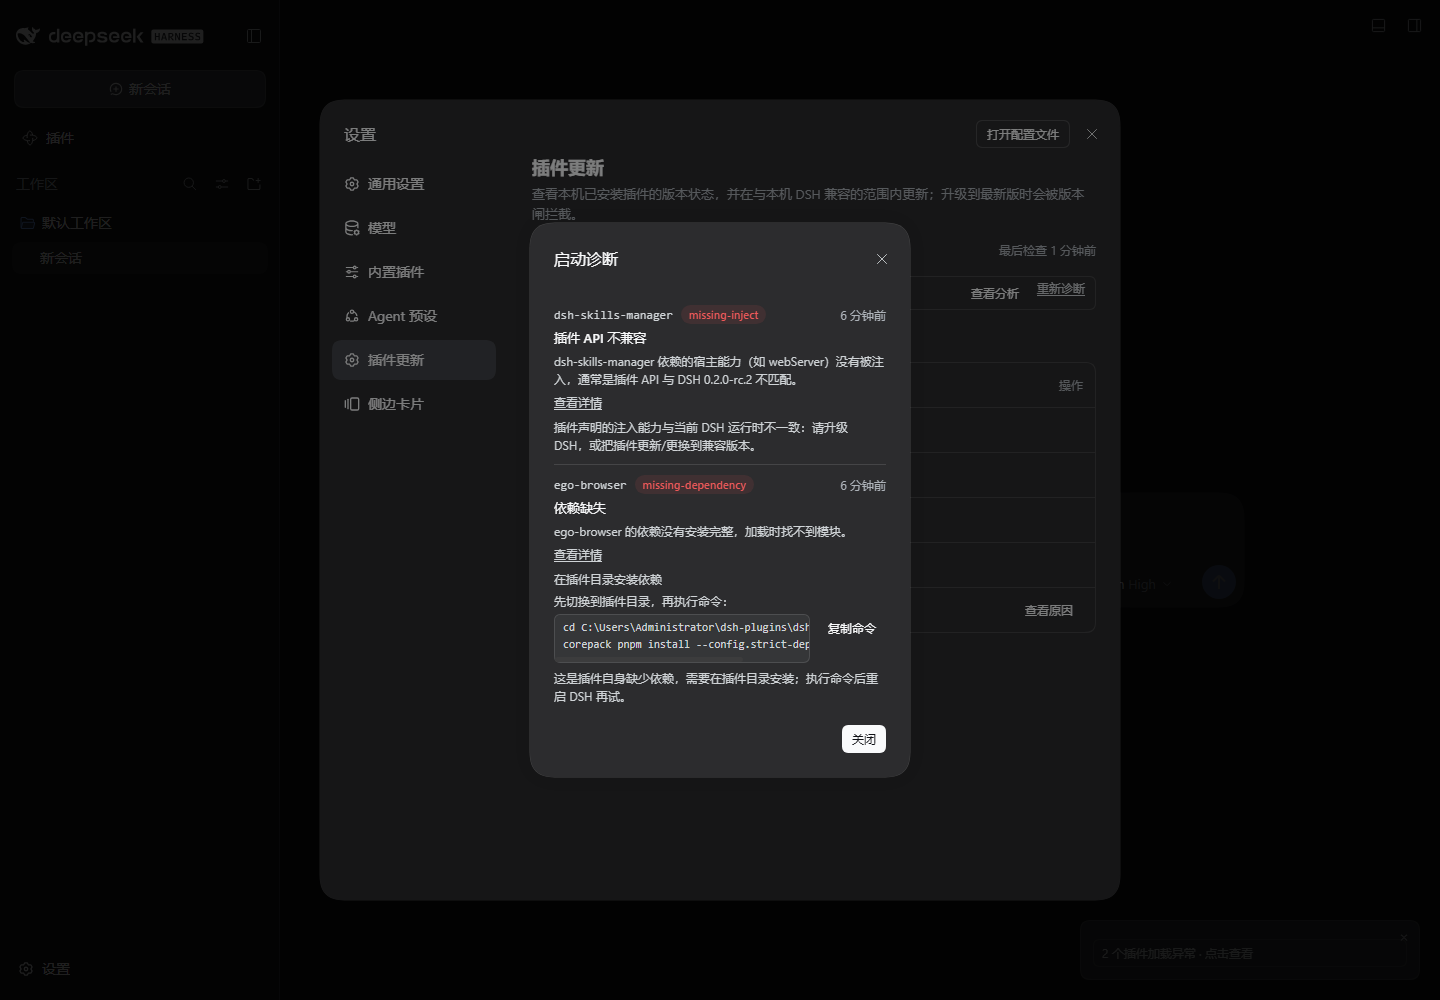 deepseek HARNESS
新会话
插件
工作区
默认工作区
新会话
设置
设置
打开配置文件
通用设置
模型
内置插件
Agent 预设
插件更新
侧边卡片
插件更新
查看本机已安装插件的版本状态，并在与本机 DSH 兼容的范围内更新；升级到最新版时会被版本
闸拦截。
最后检查 1 分钟前
查看分析
重新诊断
操作
查看原因
High
启动诊断
dsh-skills-manager missing-inject 6 分钟前
插件 API 不兼容
dsh-skills-manager 依赖的宿主能力（如 webServer）没有被注
入，通常是插件 API 与 DSH 0.2.0-rc.2 不匹配。
查看详情
插件声明的注入能力与当前 DSH 运行时不一致：请升级
DSH，或把插件更新/更换到兼容版本。
ego-browser missing-dependency 6 分钟前
依赖缺失
ego-browser 的依赖没有安装完整，加载时找不到模块。
查看详情
在插件目录安装依赖
先切换到插件目录，再执行命令：
cd C:\Users\Administrator\dsh-plugins\dsh
corepack pnpm install --config.strict-dep
复制命令
这是插件自身缺少依赖，需要在插件目录安装；执行命令后重
启 DSH 再试。
关闭
2 个插件加载异常 · 点击查看